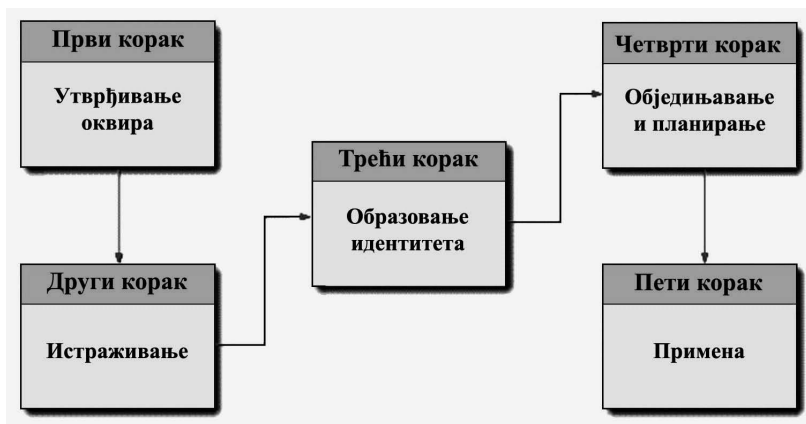 Први корак
Утврђивање
оквира
Други корак
Истраживање
Трећи корак
Образовање
идентитета
Четврти корак
Обједињавање
и планирање
Пети корак
Примена